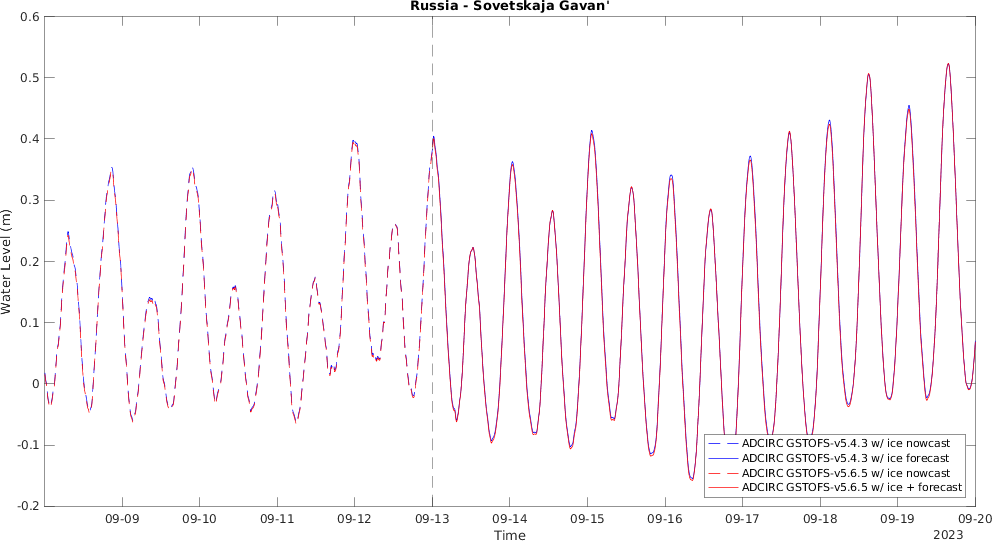 Russia - Sovetskaja Gavan'
0.6
0.5
0.4
0.3
0.2
0.1
0
-0.1
-0.2
Water Level (m)
ADCIRC GSTOFS-v5.4.3 w/ ice nowcast
ADCIRC GSTOFS-v5.4.3 w/ ice forecast
ADCIRC GSTOFS-v5.6.5 w/ ice nowcast
ADCIRC GSTOFS-v5.6.5 w/ ice + forecast
09-09 09-10 09-11 09-12 09-13 09-14 09-15 09-16 09-17 09-18 09-19 09-20
Time
2023